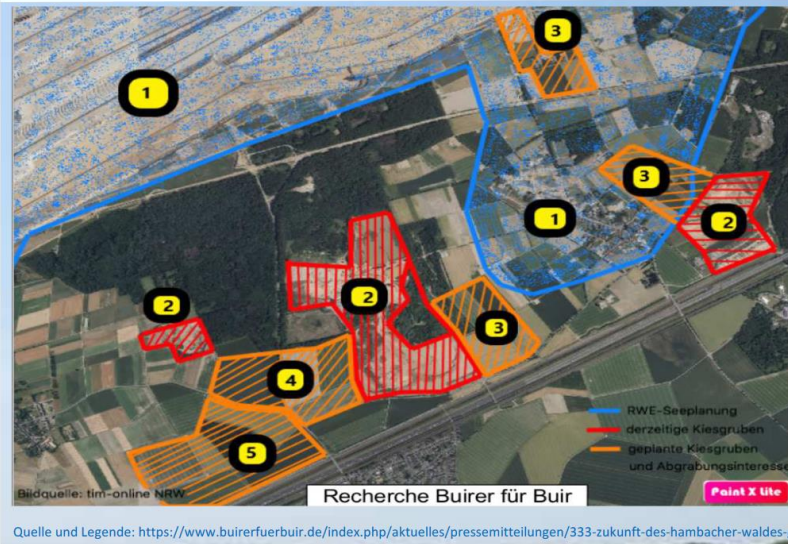 3
1
3
1
2
2
2
3
4
5
RWE-Seeplanung
derzeitige Kiesgruben
geplante Kiesgruben
und Abgrabungsinteresse
Bildquelle: tim-online NRW
Recherche Buirer für Buir
Paint X Lite
Quelle und Legende: https://www.buirerfuerbuir.de/index.php/aktuelles/pressemitteilungen/333-zukunft-des-hambacher-waldes-